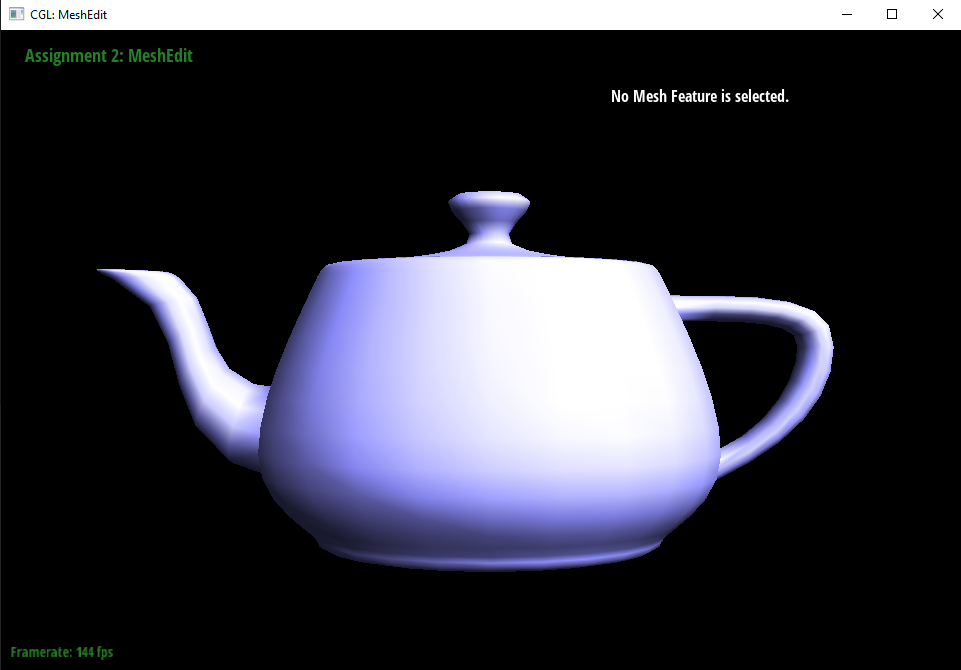 CGL: MeshEdit
Assignment 2: MeshEdit
No Mesh Feature is selected.
Framerate: 144 fps